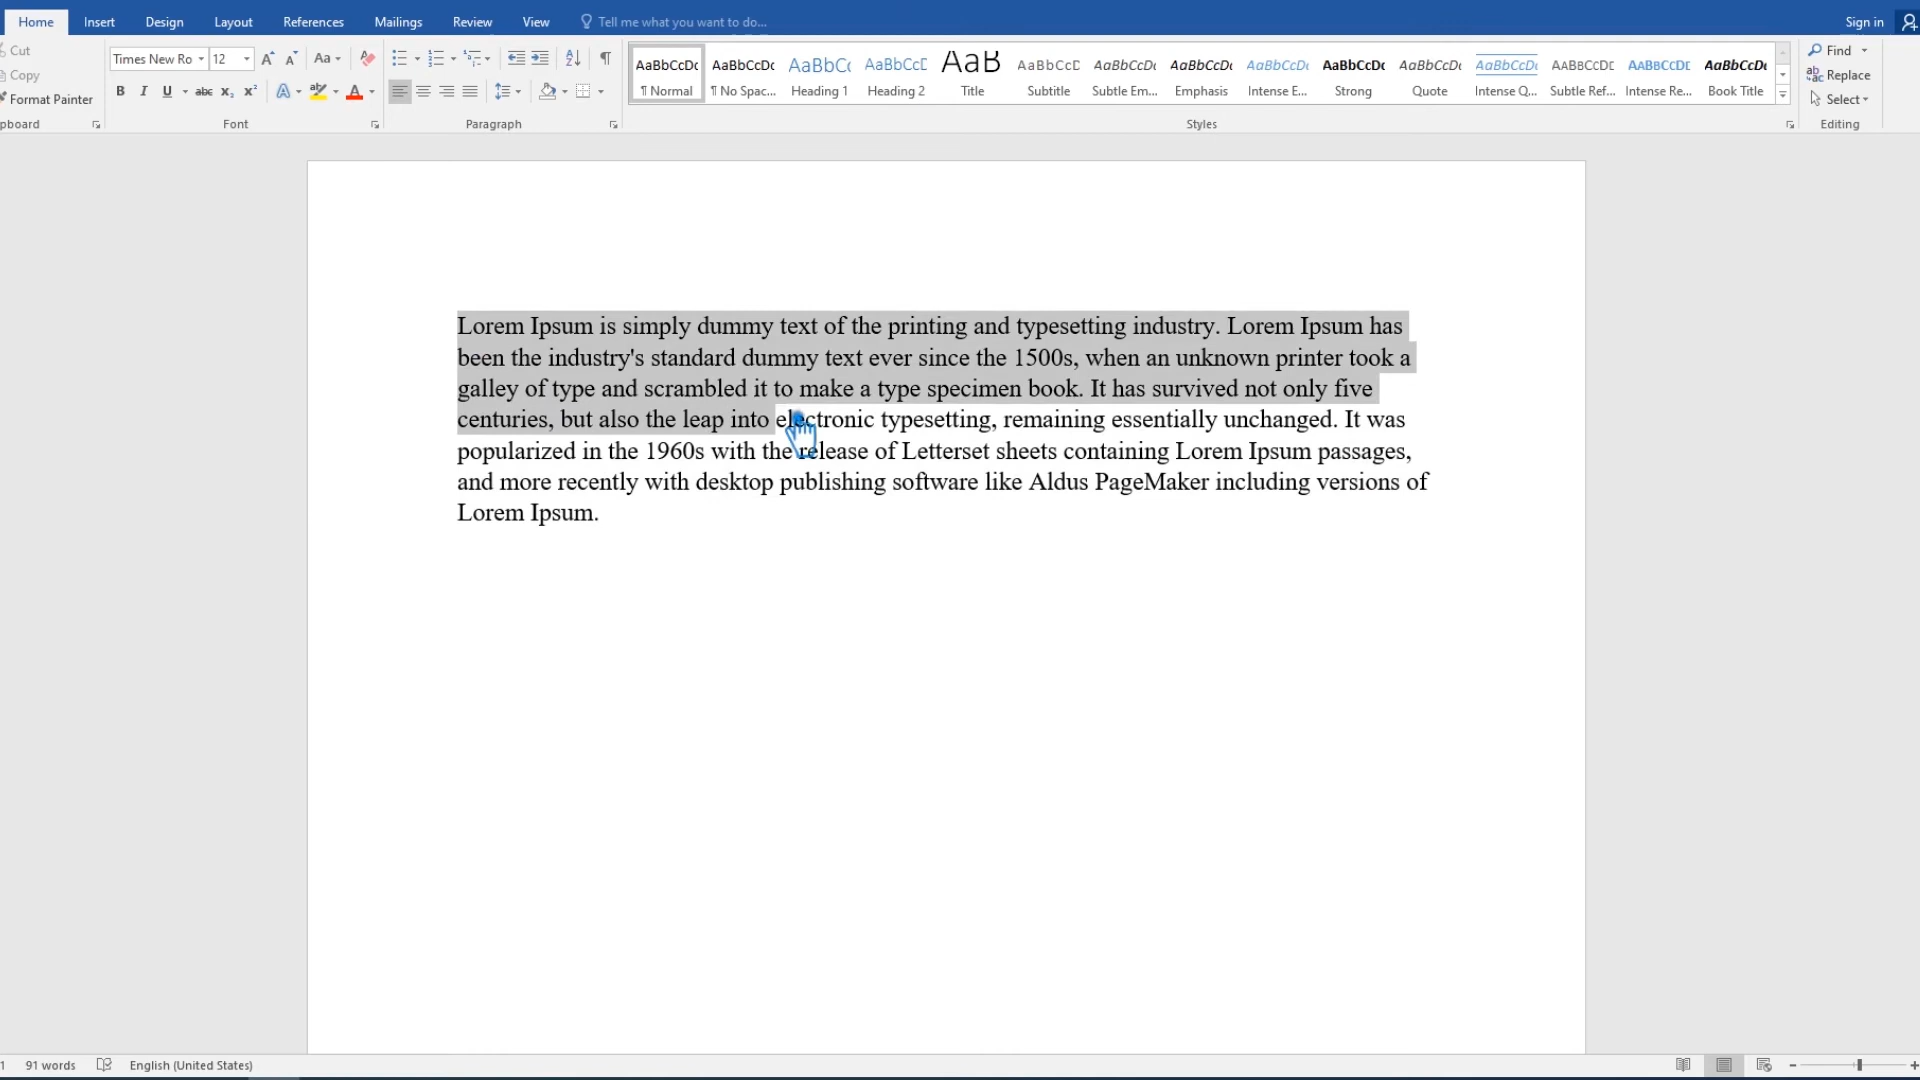 Home Insert Design Layout References Mailings Review View Tell me what you want to do... Sign in
Cut
Copy
Format Painter
pboard
Times New Ro 12 Aa
B I U abc x₂ x² A
Font
Paragraph
AaBbCcDc AaBbCcDc AaBbCc AaBbCcD AaB AaBbCcD AaBbCcDc AaBbCcDc AaBbCcDc AaBbCcDc AaBbCcDc AaBbCcDc AABBCCDD AABBCCDD AaBbCcDc
¶ Normal ¶ No Spac... Heading 1 Heading 2 Title Subtitle Subtle Em... Emphasis Intense E... Strong Quote Intense Q... Subtle Ref... Intense Re... Book Title
Styles
Find
Replace
Select
Editing
Lorem Ipsum is simply dummy text of the printing and typesetting industry. Lorem Ipsum has
been the industry's standard dummy text ever since the 1500s, when an unknown printer took a
galley of type and scrambled it to make a type specimen book. It has survived not only five
centuries, but also the leap into electronic typesetting, remaining essentially unchanged. It was
popularized in the 1960s with the release of Letterset sheets containing Lorem Ipsum passages,
and more recently with desktop publishing software like Aldus PageMaker including versions of
Lorem Ipsum.
1 91 words English (United States)